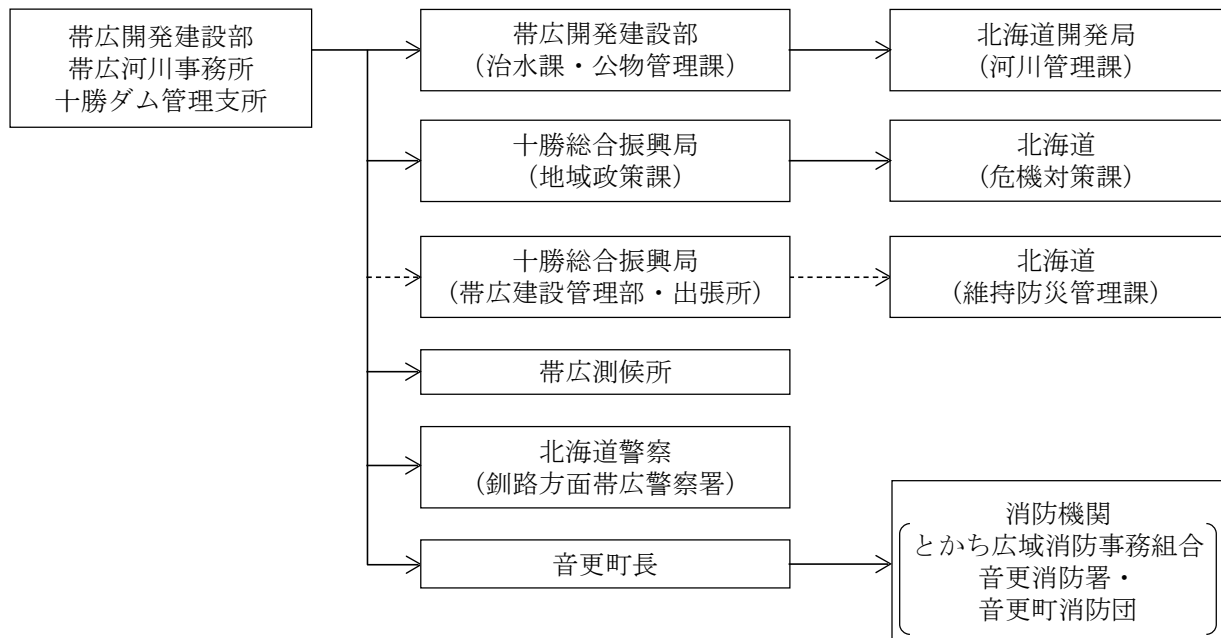 帯広開発建設部
帯広河川事務所
十勝ダム管理支所
帯広開発建設部
(治水課・公物管理課)
北海道開発局
(河川管理課)
十勝総合振興局
(地域政策課)
北海道
(危機対策課)
十勝総合振興局
(帯広建設管理部・出張所)
北海道
(維持防災管理課)
帯広測候所
北海道警察
(釧路方面帯広警察署)
音更町長
消防機関
とかち広域消防事務組合
音更消防署・
音更町消防団